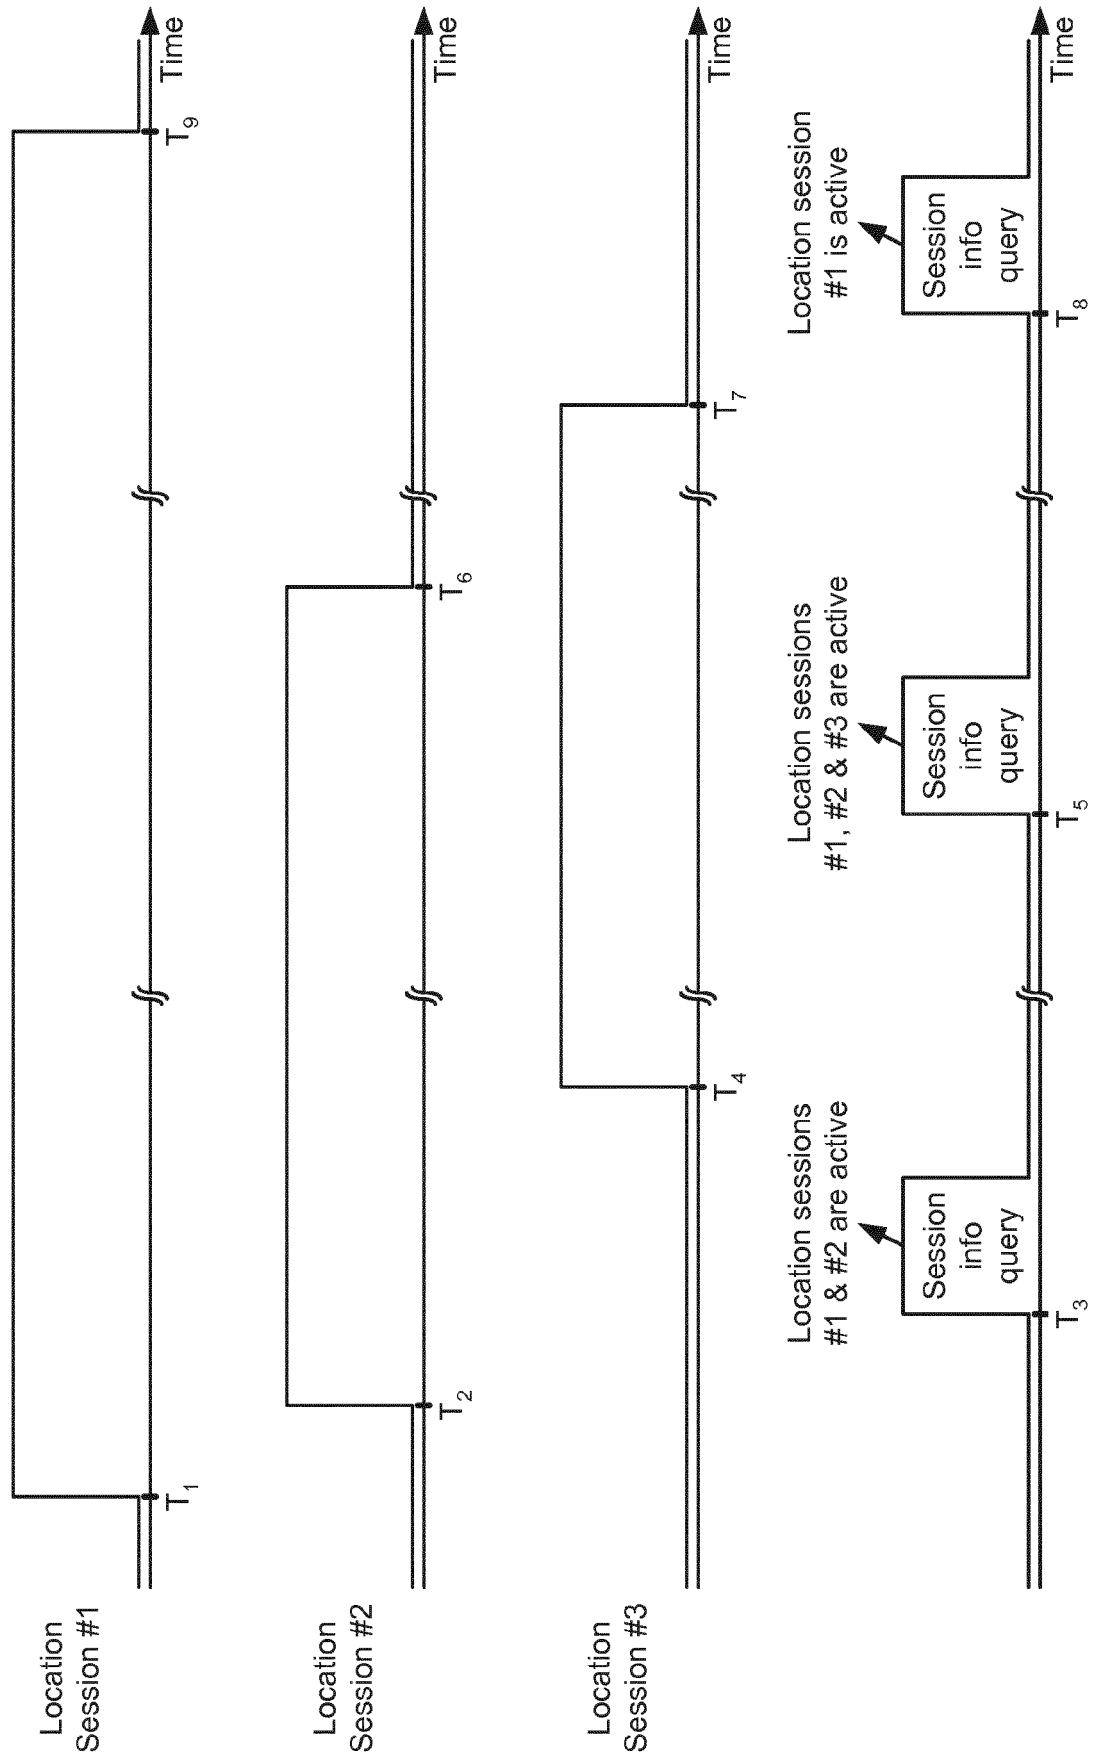 Location
Session #1
T1
T9
Time
Location
Session #2
T2
T6
Time
Location
Session #3
T4
T7
Time
Location sessions
#1 & #2 are active
Location sessions
#1, #2 & #3 are active
Location session
#1 is active
Session
info
query
Session
info
query
Session
info
query
T3
T5
T8
Time